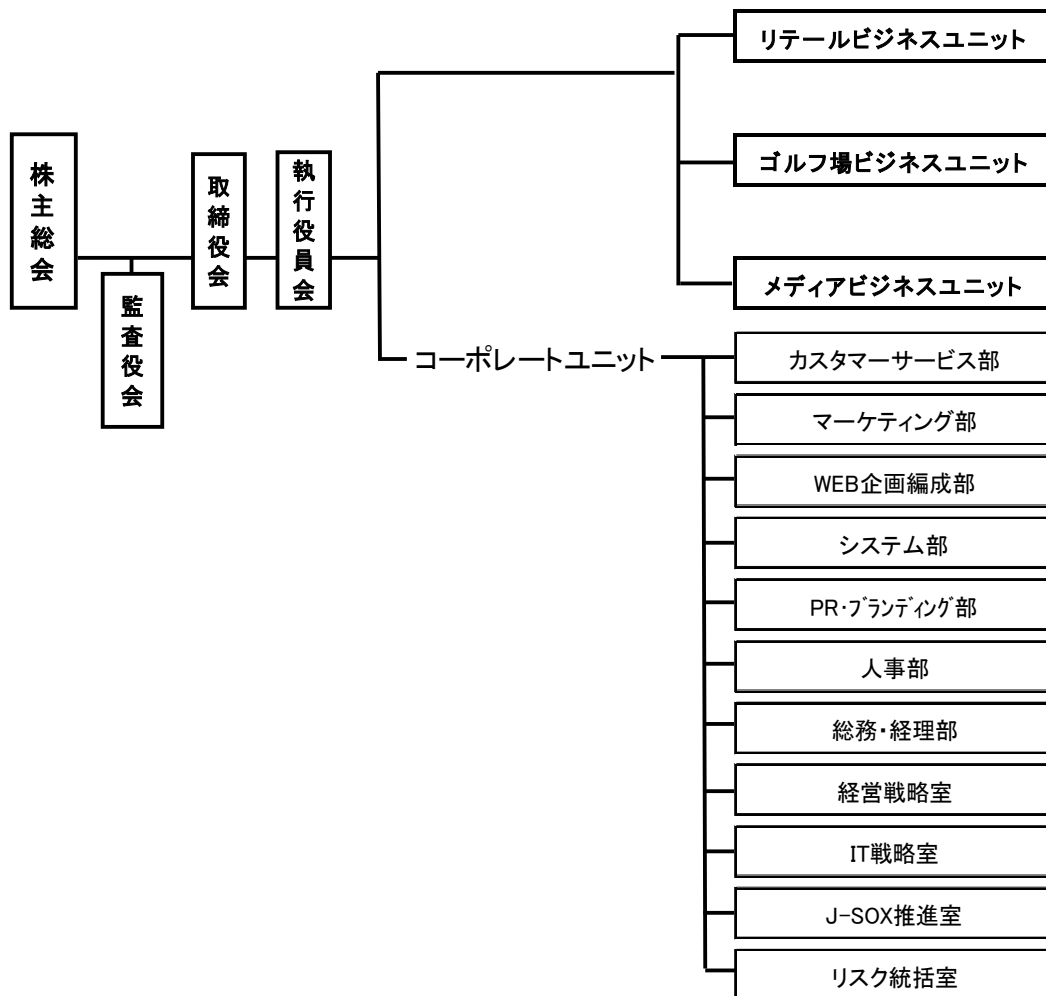 株主総会
監査役会
取締役会
執行役員会
リテールビジネスユニット
ゴルフ場ビジネスユニット
メディアビジネスユニット
コーポレートユニット
カスタマーサービス部
マーケティング部
WEB企画編成部
システム部
PR・ﾌﾞﾗﾝﾃﾞｨﾝｸﾞ部
人事部
総務・経理部
経営戦略室
IT戦略室
J-SOX推進室
リスク統括室